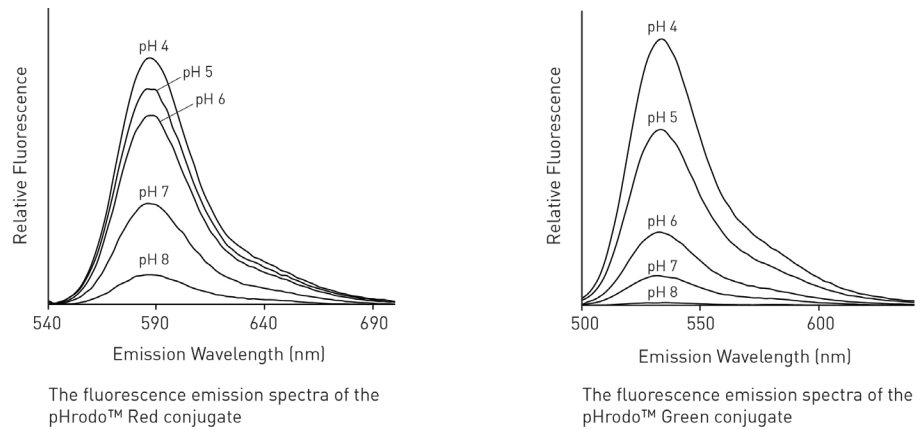 Relative Fluorescence
pH 4
pH 5
pH 6
pH 7
pH 8
540 590 640 690
Emission Wavelength (nm)
The fluorescence emission spectra of the
pHrodo™ Red conjugate
Relative Fluorescence
pH 4
pH 5
pH 6
pH 7
pH 8
500 550 600
Emission Wavelength (nm)
The fluorescence emission spectra of the
pHrodo™ Green conjugate